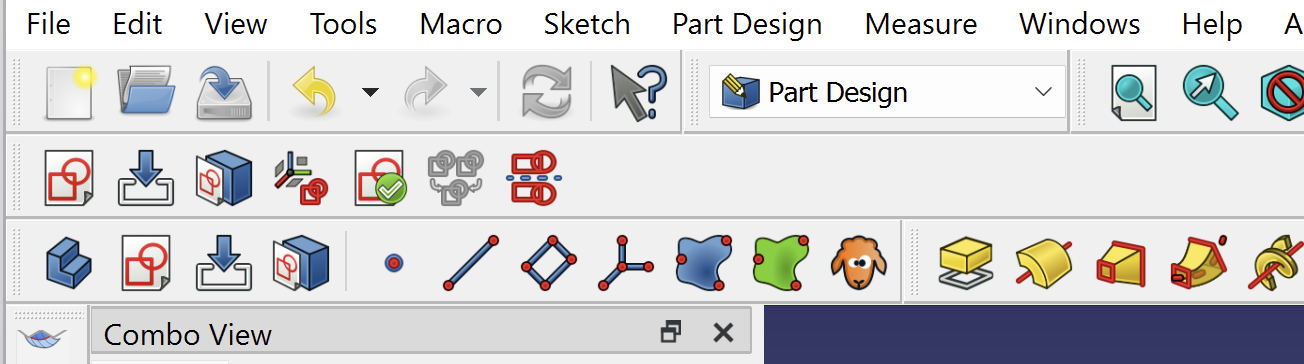 File Edit View Tools Macro Sketch Part Design Measure Windows Help A
Part Design
Combo View